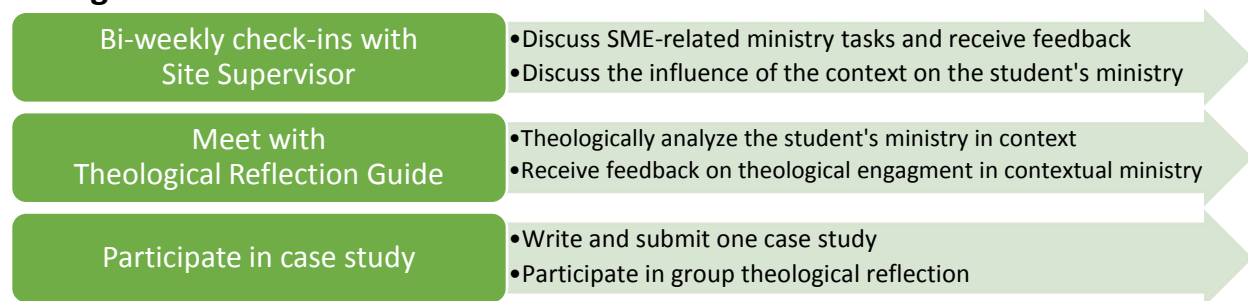 Bi-weekly check-ins with
Site Supervisor
•Discuss SME-related ministry tasks and receive feedback
•Discuss the influence of the context on the student's ministry
Meet with
Theological Reflection Guide
•Theologically analyze the student's ministry in context
•Receive feedback on theological engagment in contextual ministry
Participate in case study
•Write and submit one case study
•Participate in group theological reflection